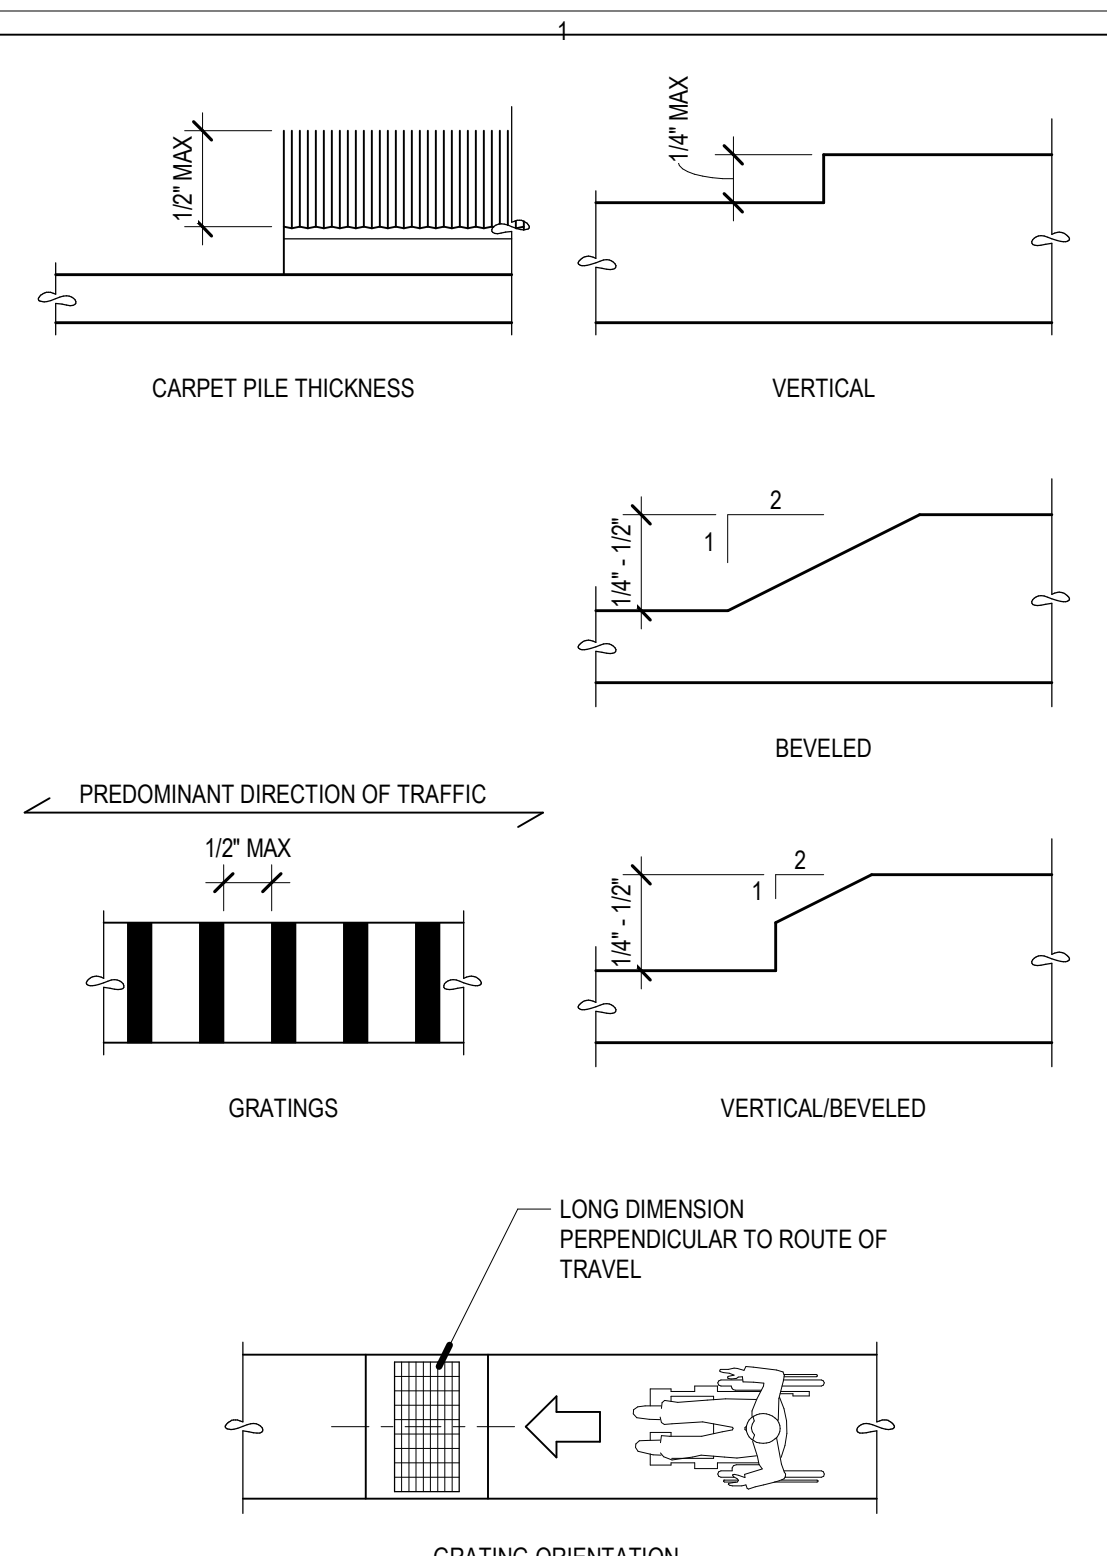 1
1/2" MAX
CARPET PILE THICKNESS
1/4" MAX
VERTICAL
1/4" - 1/2"
1
2
BEVELED
PREDOMINANT DIRECTION OF TRAFFIC
1/2" MAX
GRATINGS
1/4" - 1/2"
1
2
VERTICAL/BEVELED
LONG DIMENSION
PERPENDICULAR TO ROUTE OF
TRAVEL
GRATING ORIENTATION